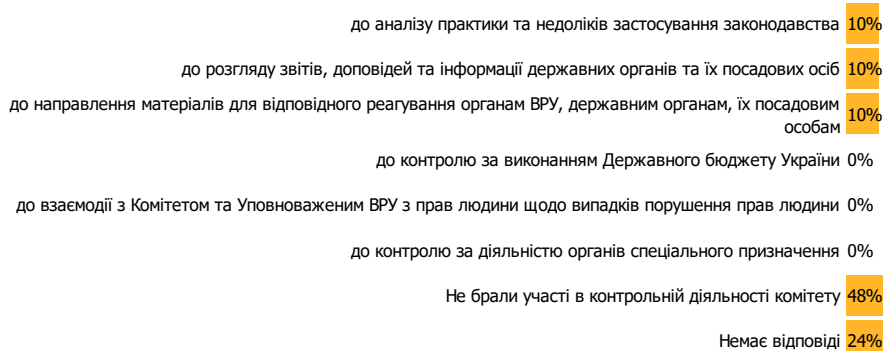 до аналізу практики та недоліків застосування законодавства 10%
до розгляду звітів, доповідей та інформації державних органів та їх посадових осіб 10%
до направлення матеріалів для відповідного реагування органам ВРУ, державним органам, їх посадовим
особам 10%
до контролю за виконанням Державного бюджету України 0%
до взаємодії з Комітетом та Уповноваженим ВРУ з прав людини щодо випадків порушення прав людини 0%
до контролю за діяльністю органів спеціального призначення 0%
Не брали участі в контрольній діяльності комітету 48%
Немає відповіді 24%